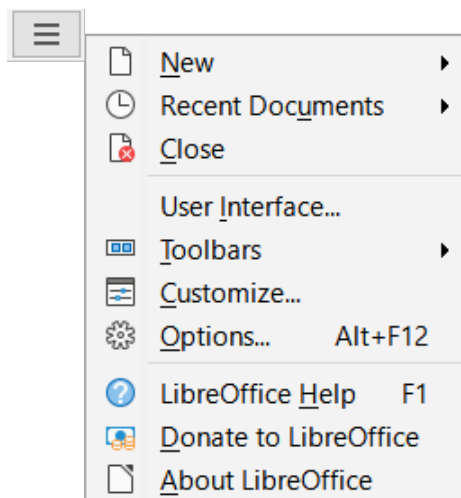 New
Recent Documents
Close
User Interface...
Toolbars
Customize...
Options... Alt+F12
LibreOffice Help F1
Donate to LibreOffice
About LibreOffice